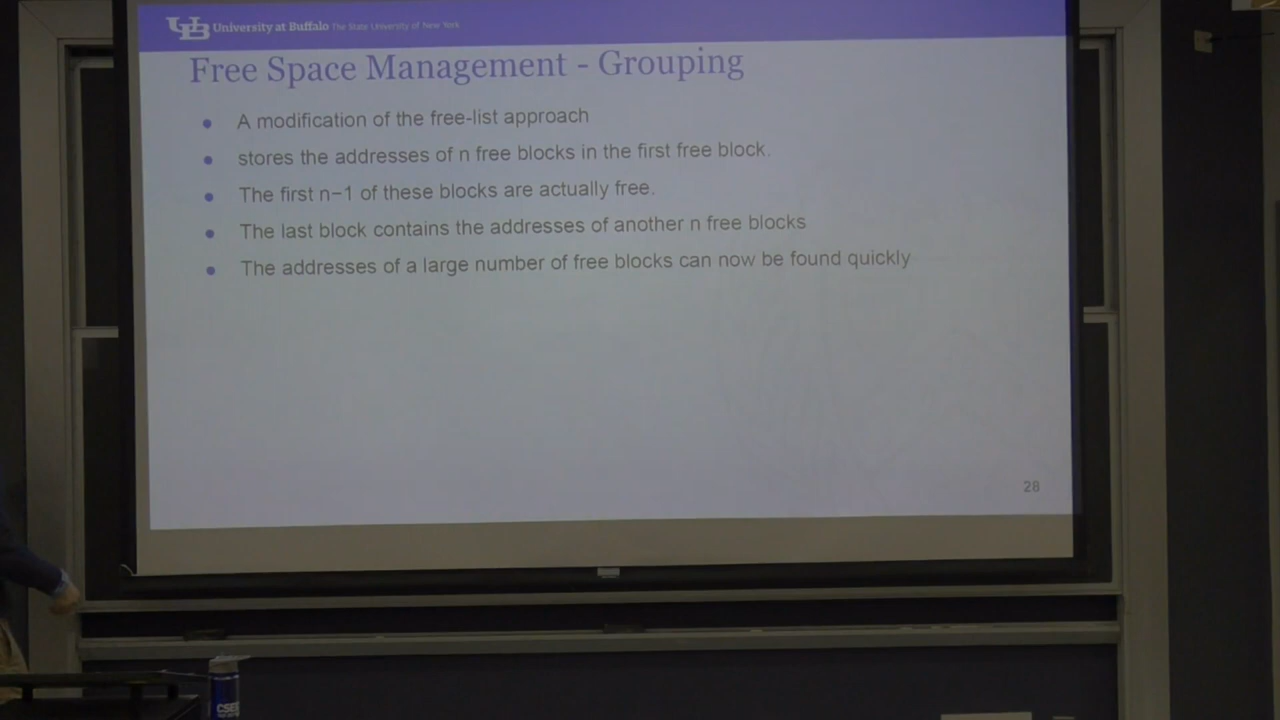 UB University at Buffalo The State University of New York
Free Space Management - Grouping
• A modification of the free-list approach
• stores the addresses of n free blocks in the first free block.
• The first n−1 of these blocks are actually free.
• The last block contains the addresses of another n free blocks
• The addresses of a large number of free blocks can now be found quickly
28